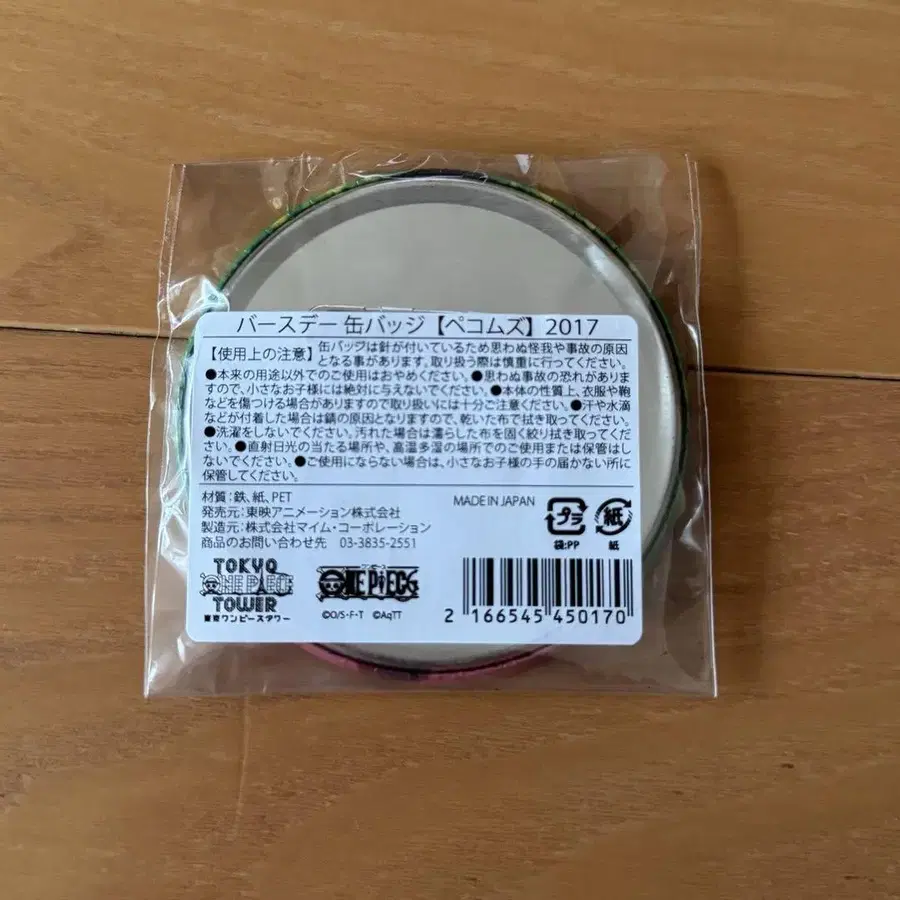 バースデー 缶バッジ【ペコムズ】2017
【使用上の注意】缶バッジは針が付いているため思わぬ怪我や事故の原因
となる事があります。取り扱う際は慎重に行ってください。
●本来の用途以外でのご使用はおやめください。●思わぬ事故の恐れがありま
すので、小さなお子様には絶対に与えないでください。●本体の性質上、衣服や鞄
などを傷つける場合がありますので取り扱いには十分ご注意ください。●汗や水滴
などが付着した場合は錆の原因となりますので、乾いた布で拭き取ってください。
●洗濯をしないでください。汚れた場合は濡らした布を固く絞り拭き取ってくださ
い。●直射日光の当たる場所や、高温多湿の場所でのご使用または保管はし
ないでください。●ご使用にならない場合は、小さなお子様の手の届かない所に
保管してください。
材質：鉄、紙、PET
MADE IN JAPAN
発売元：東映アニメーション株式会社
製造元：株式会社マイム・コーポレーション
商品のお問い合わせ先 03-3835-2551
プラ
袋:PP
紙
紙
TOKYO
ONE PIECE
TOWER
東京ワンピースタワー
ワンピース
ONE PIECE
©O/S・F・T ©AqTT
2 166545 450170